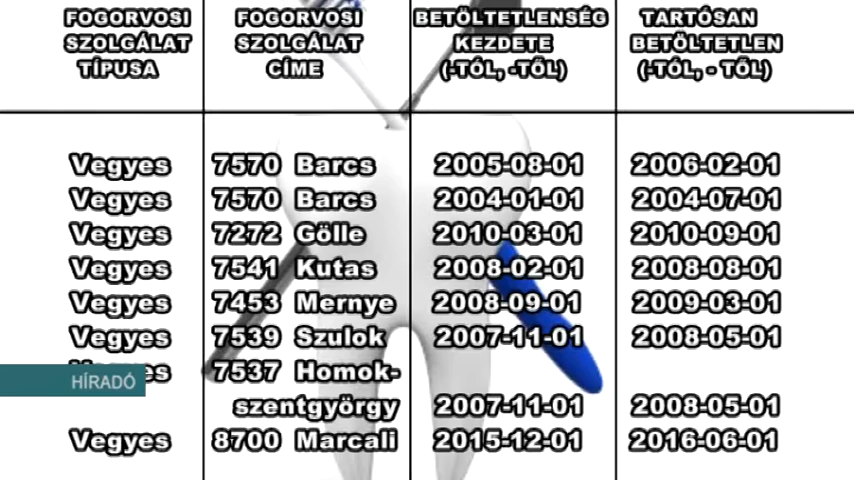 FOGORVOSI SZOLGÁLAT TÍPUSA
FOGORVOSI SZOLGÁLAT CÍME
BETÖLTETLENSÉG KEZDETE (-TÓL, -TŐL)
TARTÓSAN BETÖLTETLEN (-TÓL, - TŐL)
Vegyes 7570 Barcs 2005-08-01 2006-02-01
Vegyes 7570 Barcs 2004-01-01 2004-07-01
Vegyes 7272 Gölle 2010-03-01 2010-09-01
Vegyes 7541 Kutas 2008-02-01 2008-08-01
Vegyes 7453 Mernye 2008-09-01 2009-03-01
Vegyes 7539 Szulok 2007-11-01 2008-05-01
7537 Homok-
HÍRADÓ
szentgyörgy 2007-11-01 2008-05-01
Vegyes 8700 Marcali 2015-12-01 2016-06-01